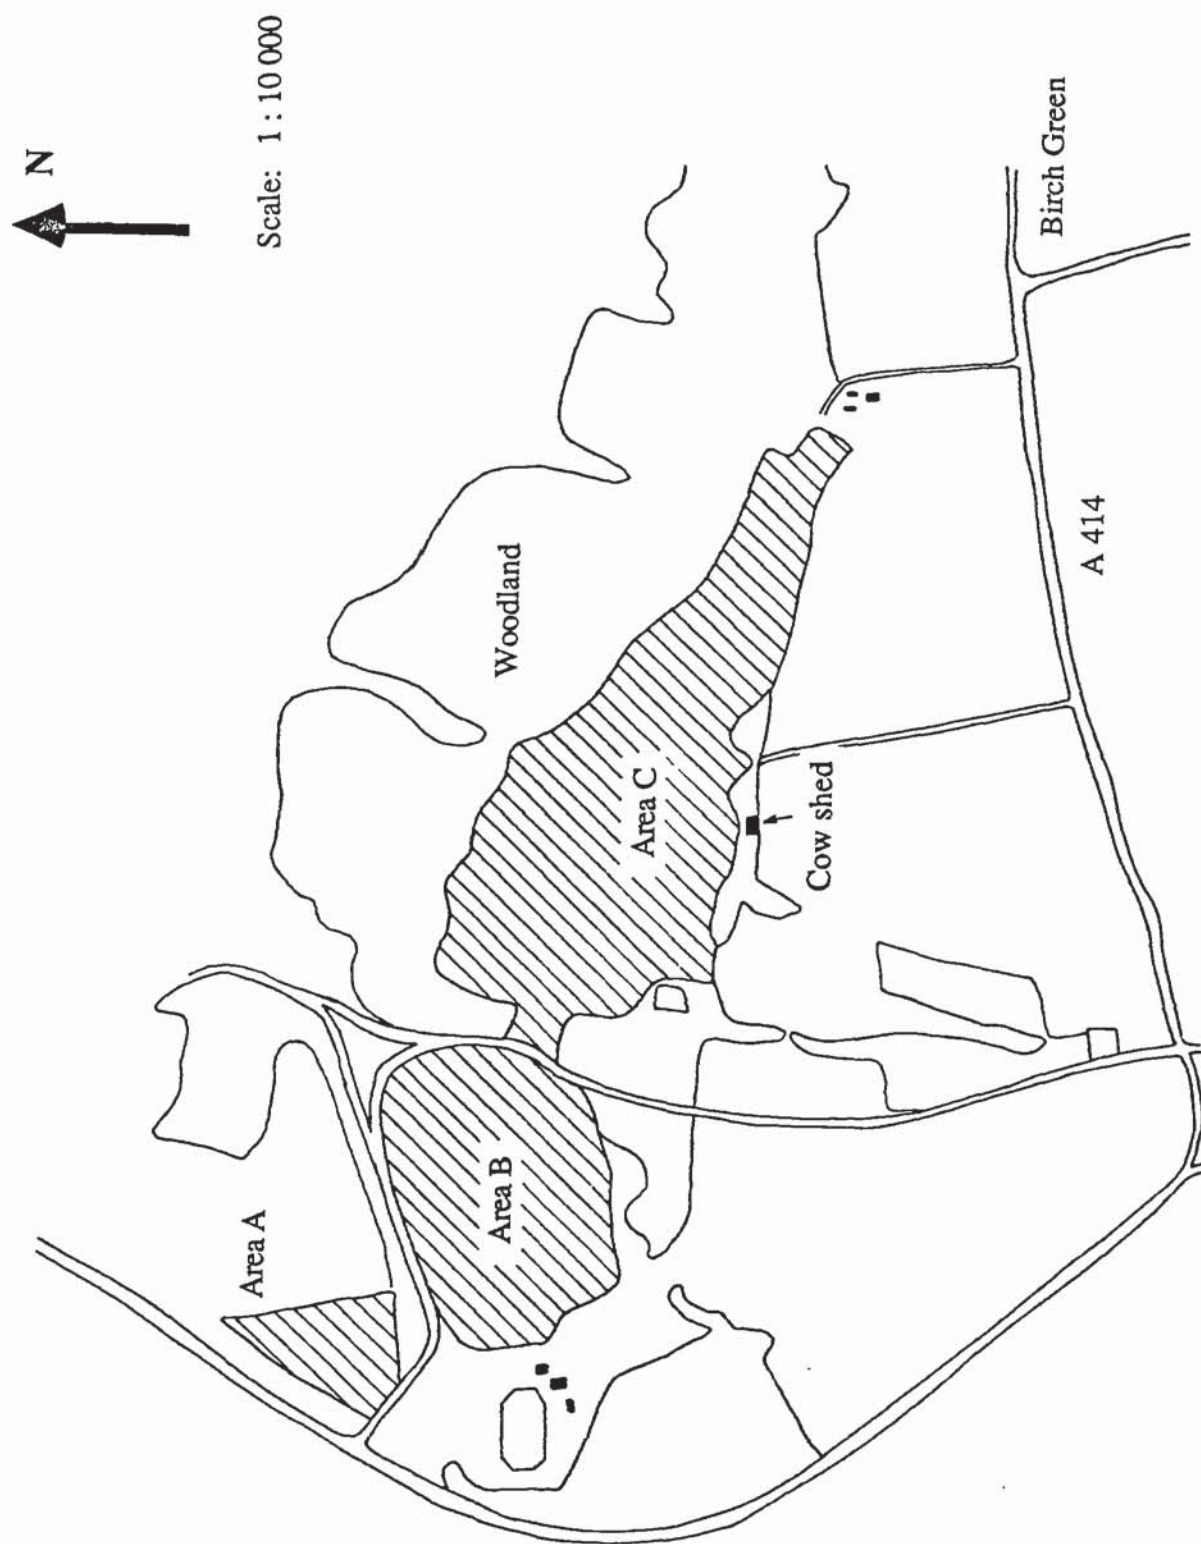 N
Scale: 1 : 10 000
Woodland
Birch Green
Area A
Area B
Area C
Cow shed
A 414